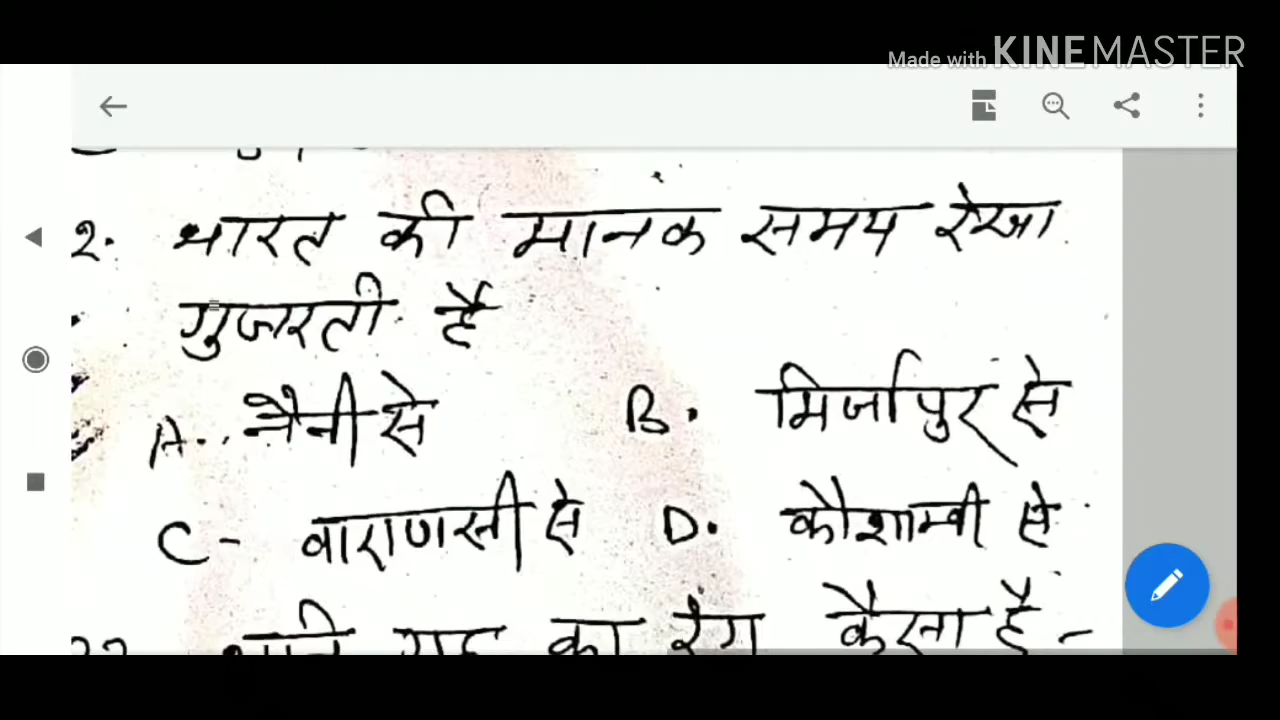 Made with KINEMASTER
2. भारत की मानक समय रेखा
गुजरती है
A. नैनी से B. मिर्जापुर से
C - वाराणसी से D. कौशाम्बी से
का रंग कैसा है -